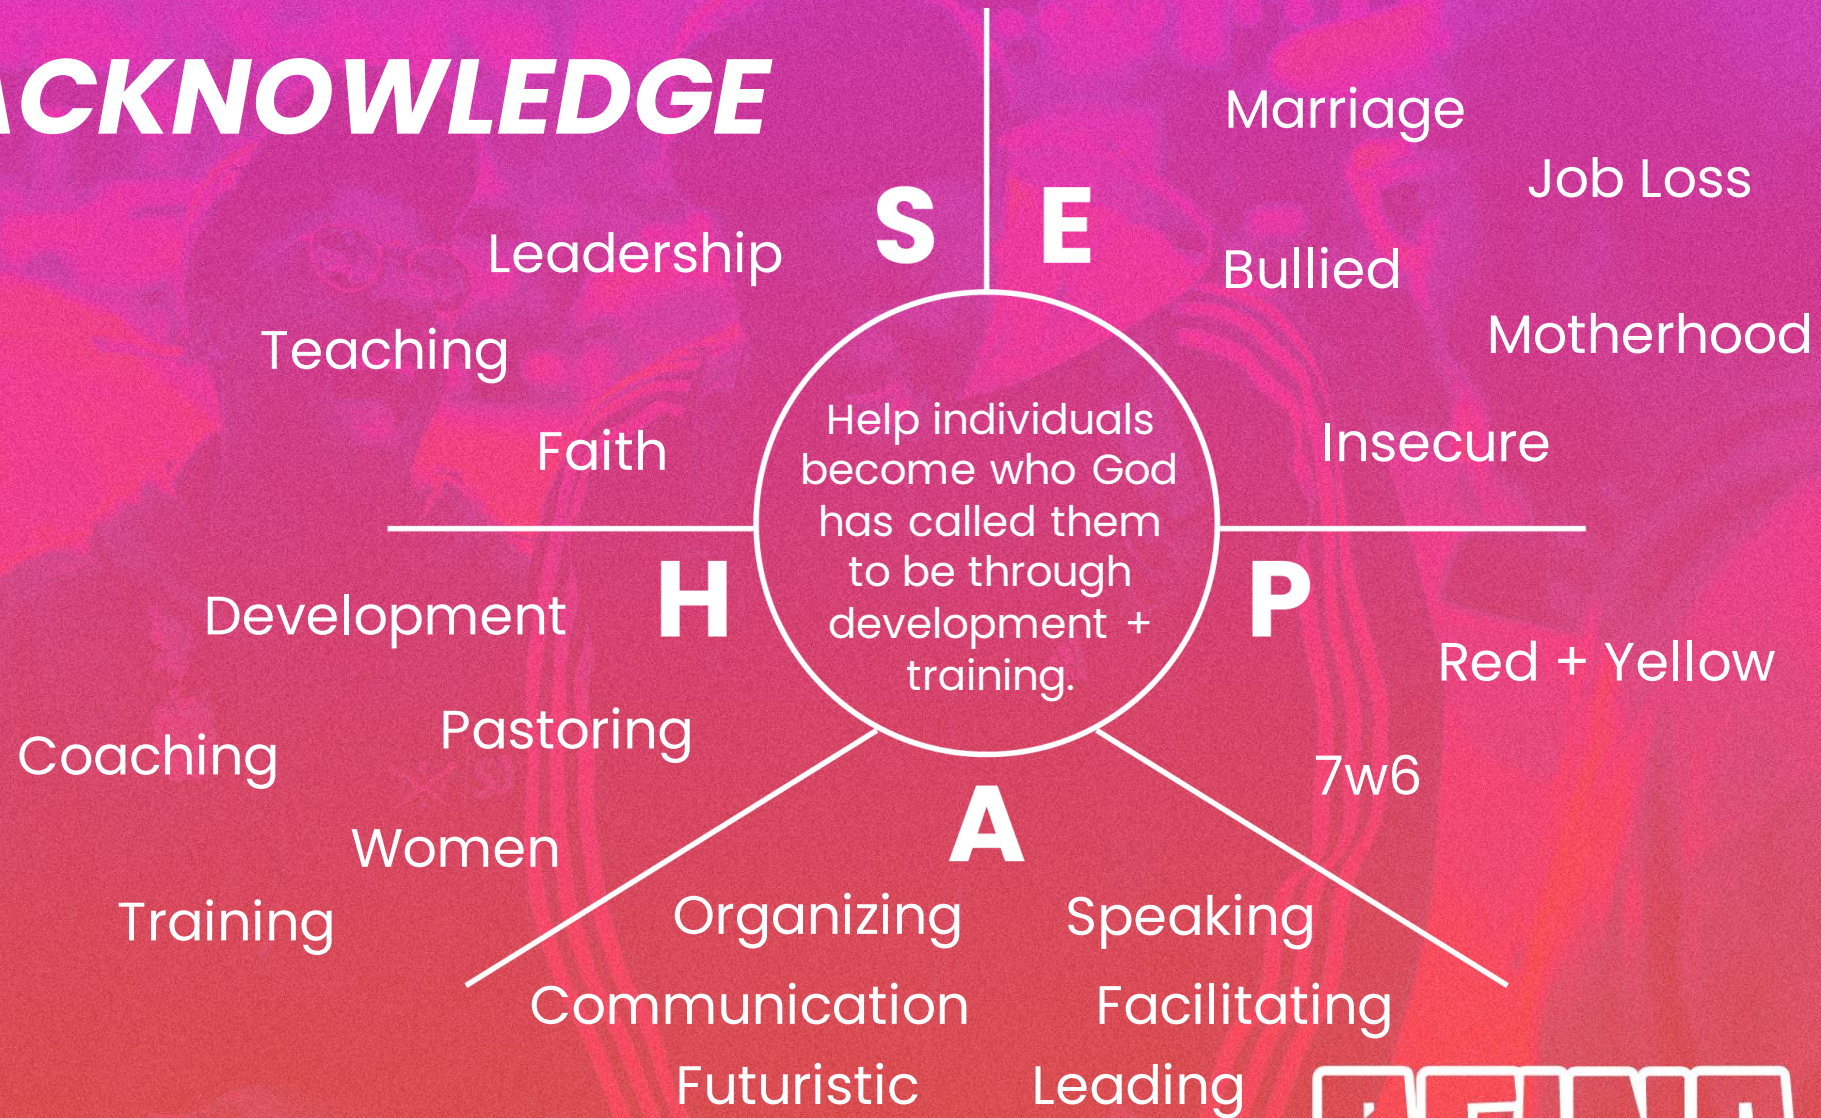 ACKNOWLEDGE
S
Leadership
Teaching
Faith
E
Marriage
Job Loss
Bullied
Motherhood
Insecure
Help individuals
become who God
has called them
to be through
development +
training.
H
Development
Pastoring
Coaching
Women
Training
P
Red + Yellow
7w6
A
Organizing Speaking
Communication Facilitating
Futuristic Leading